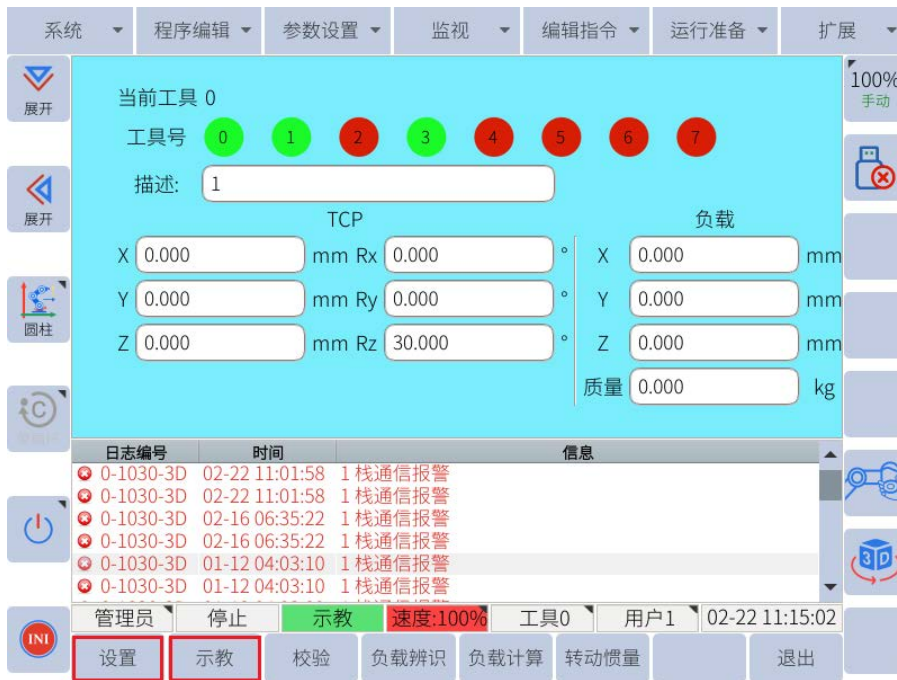 系统 程序编辑 参数设置 监视 编辑指令 运行准备 扩展
展开
100%
手动
当前工具 0
工具号 0 1 2 3 4 5 6 7
描述: 1
展开
TCP 负载
X 0.000 mm Rx 0.000 ° X 0.000 mm
Y 0.000 mm Ry 0.000 ° Y 0.000 mm
圆柱
Z 0.000 mm Rz 30.000 ° Z 0.000 mm
质量 0.000 kg
C
日志编号 时间 信息
0-1030-3D 02-22 11:01:58 1 栈通信报警
0-1030-3D 02-22 11:01:58 1 栈通信报警
0-1030-3D 02-16 06:35:22 1 栈通信报警
0-1030-3D 02-16 06:35:22 1 栈通信报警
0-1030-3D 01-12 04:03:10 1 栈通信报警
3D
0-1030-3D 01-12 04:03:10 1 栈通信报警
管理员 停止 示教 速度:100% 工具0 用户1 02-22 11:15:02
INI
设置 示教 校验 负载辨识 负载计算 转动惯量 退出